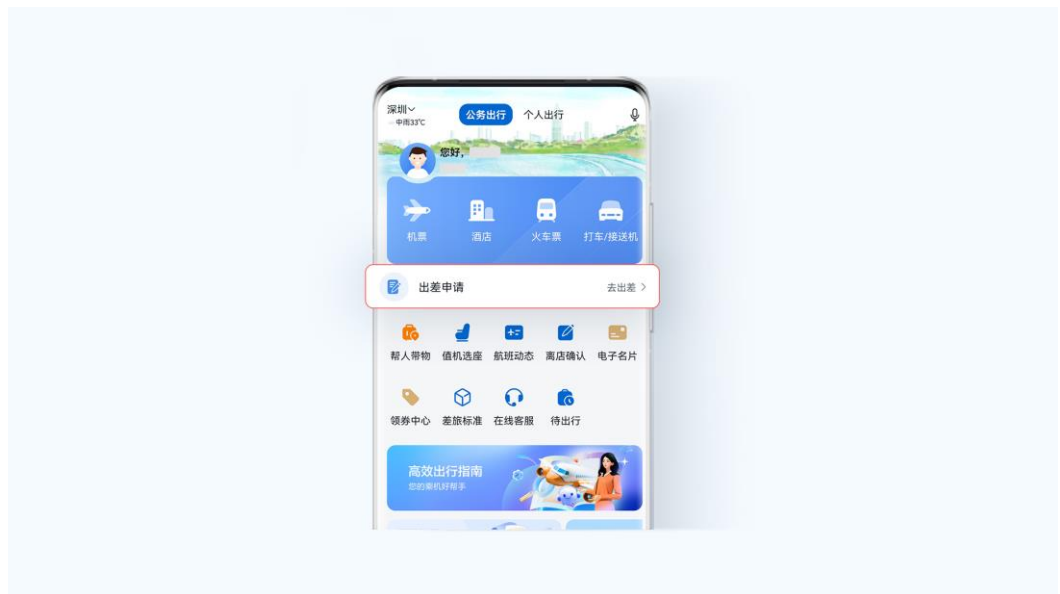 深圳
中雨33℃
公务出行
个人出行
您好，
机票
酒店
火车票
打车/接送机
出差申请
去出差
帮人带物
值机选座
航班动态
离店确认
电子名片
领券中心
差旅标准
在线客服
待出行
高效出行指南
您的乘机好帮手